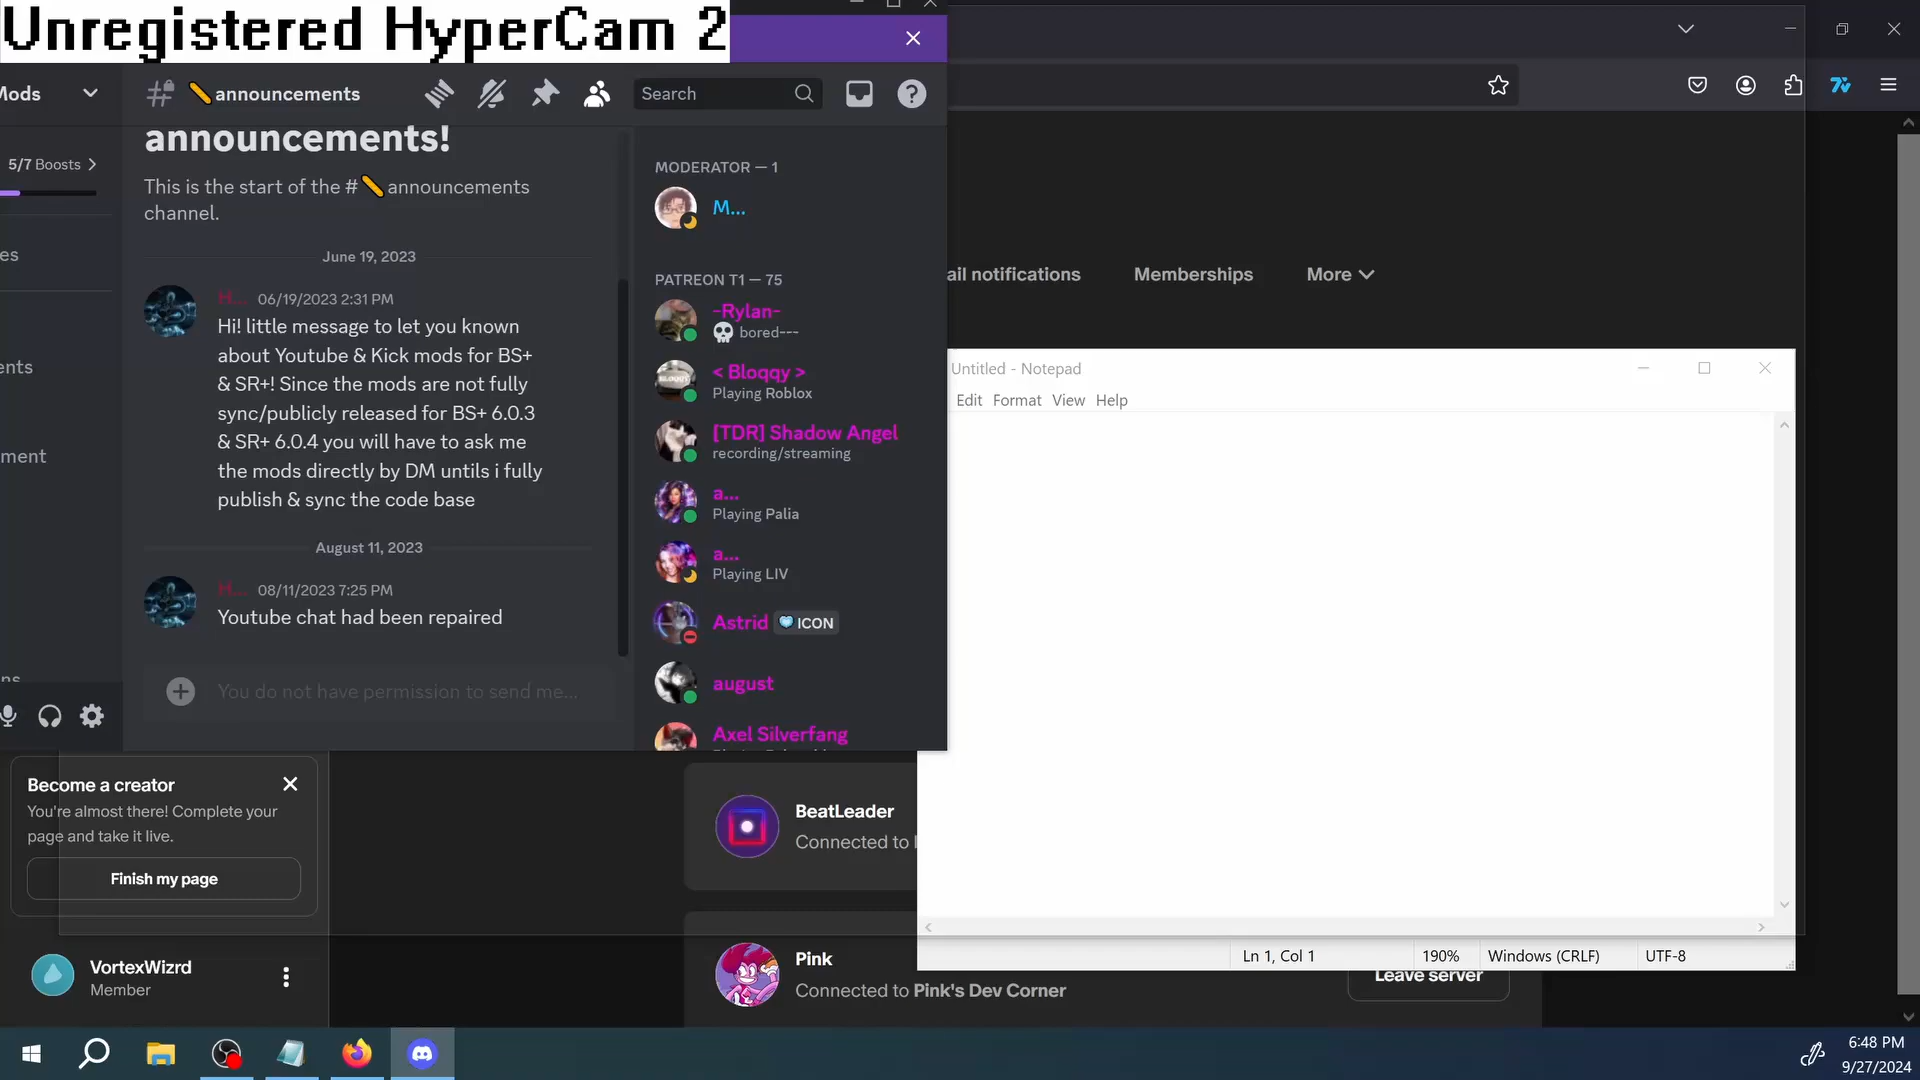 Unregistered HyperCam 2
Mods
announcements
Search
5/7 Boosts
announcements!
This is the start of the # announcements
channel.
June 19, 2023
H... 06/19/2023 2:31 PM
Hi! little message to let you known
about Youtube & Kick mods for BS+
& SR+! Since the mods are not fully
sync/publicly released for BS+ 6.0.3
& SR+ 6.0.4 you will have to ask me
the mods directly by DM untils i fully
publish & sync the code base
August 11, 2023
H... 08/11/2023 7:25 PM
Youtube chat had been repaired
You do not have permission to send me...
es
ents
ment
ns
MODERATOR — 1
M...
PATREON T1 — 75
-Rylan-
bored---
< Bloqqy >
Playing Roblox
[TDR] Shadow Angel
recording/streaming
a...
Playing Palia
a...
Playing LIV
Astrid ICON
august
Axel Silverfang
ail notifications
Memberships
More
Untitled - Notepad
Edit Format View Help
Ln 1, Col 1
190%
Windows (CRLF)
UTF-8
Become a creator
You're almost there! Complete your
page and take it live.
Finish my page
VortexWizrd
Member
BeatLeader
Connected to
Pink
Connected to Pink's Dev Corner
Leave server
6:48 PM
9/27/2024